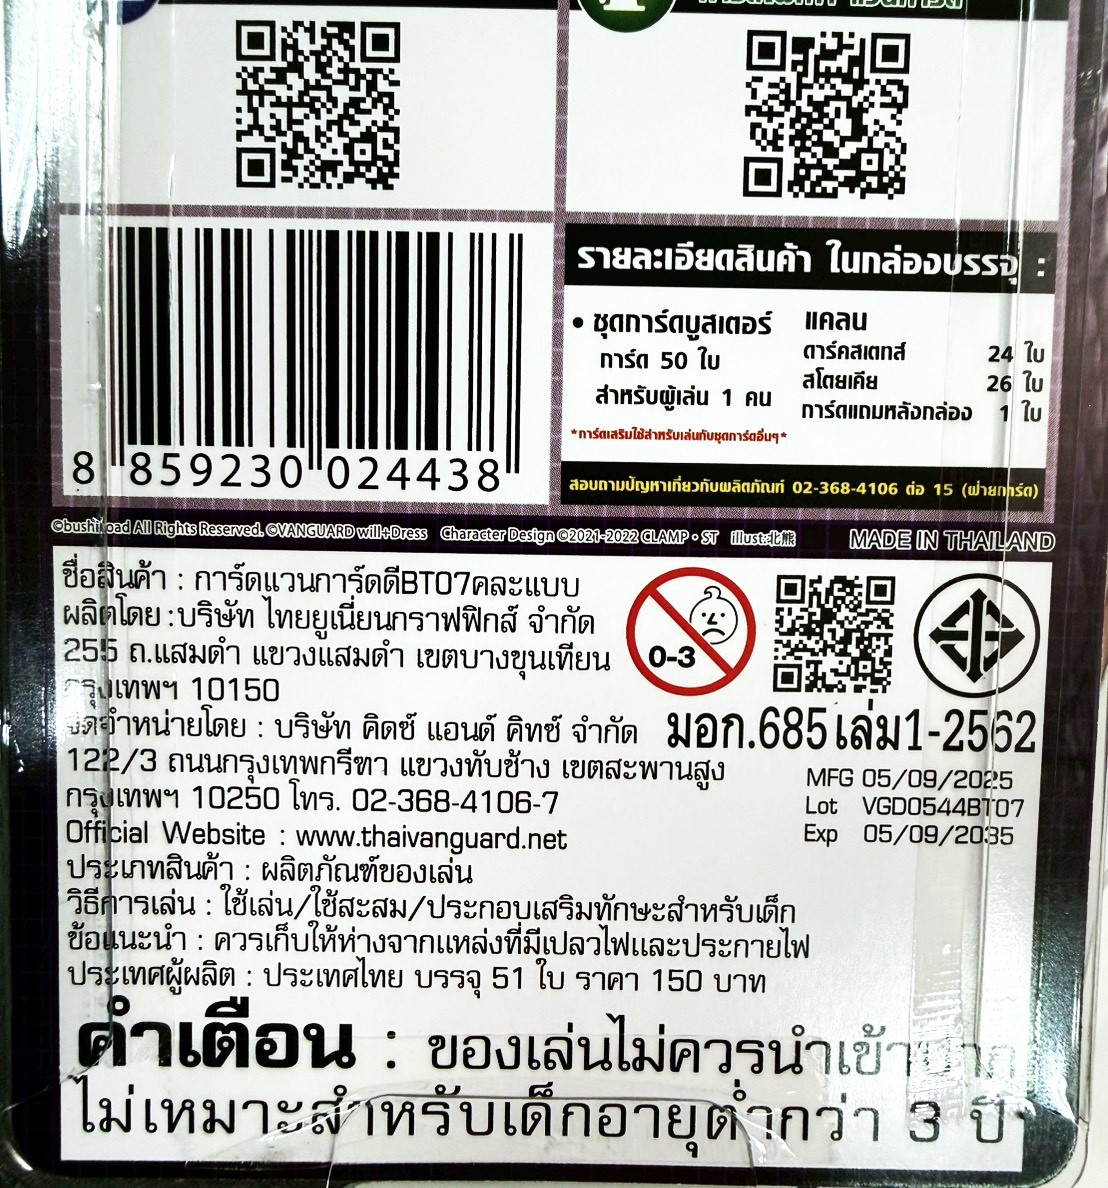 รายละเอียดสินค้า ในกล่องบรรจุ :
• ชุดการ์ดบูสเตอร์
การ์ด 50 ใบ
สำหรับผู้เล่น 1 คน
แคลน
ดาร์คสเตทส์ 24 ใบ
สโตยเคีย 26 ใบ
การ์ดแถมหลังกล่อง 1 ใบ
*การ์ดเสริมใช้สำหรับเล่นกับชุดการ์ดอื่นๆ*
สอบถามปัญหาเกี่ยวกับผลิตภัณฑ์ 02-368-4106 ต่อ 15 (ฝ่ายการ์ด)
8 859230 024438
©bushiroad All Rights Reserved. ©VANGUARD will+Dress Character Design ©2021-2022 CLAMP・ST illust:北熊 MADE IN THAILAND
ชื่อสินค้า : การ์ดแวนการ์ดดีBT07คละแบบ
ผลิตโดย :บริษัท ไทยยูเนี่ยนกราฟฟิกส์ จำกัด
255 ถ.แสมดำ แขวงแสมดำ เขตบางขุนเทียน
กรุงเทพฯ 10150
จัดจำหน่ายโดย : บริษัท คิดซ์ แอนด์ คิทซ์ จำกัด
122/3 ถนนกรุงเทพกรีฑา แขวงทับช้าง เขตสะพานสูง
กรุงเทพฯ 10250 โทร. 02-368-4106-7
Official Website : www.thaivanguard.net
ประเภทสินค้า : ผลิตภัณฑ์ของเล่น
วิธีการเล่น : ใช้เล่น/ใช้สะสม/ประกอบเสริมทักษะสำหรับเด็ก
ข้อแนะนำ : ควรเก็บให้ห่างจากแหล่งที่มีเปลวไฟและประกายไฟ
ประเทศผู้ผลิต : ประเทศไทย บรรจุ 51 ใบ ราคา 150 บาท
0-3
มอก.685เล่ม1-2562
MFG 05/09/2025
Lot VGD0544BT07
Exp 05/09/2035
คำเตือน : ของเล่นไม่ควรนำเข้าปาก
ไม่เหมาะสำหรับเด็กอายุต่ำกว่า 3 ปี